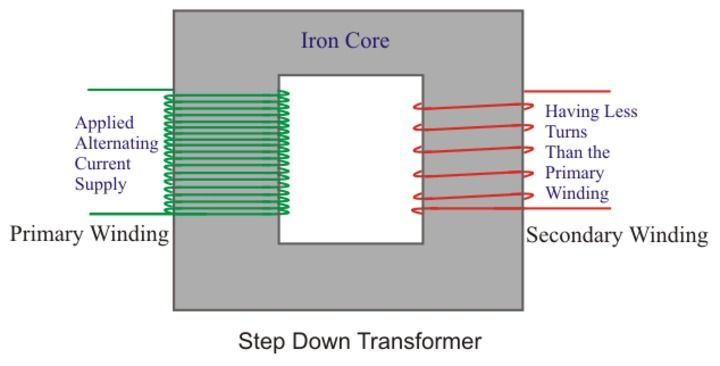 Iron Core
Applied
Alternating
Current
Supply
Having Less
Turns
Than the
Primary
Winding
Primary Winding
Secondary Winding
Step Down Transformer